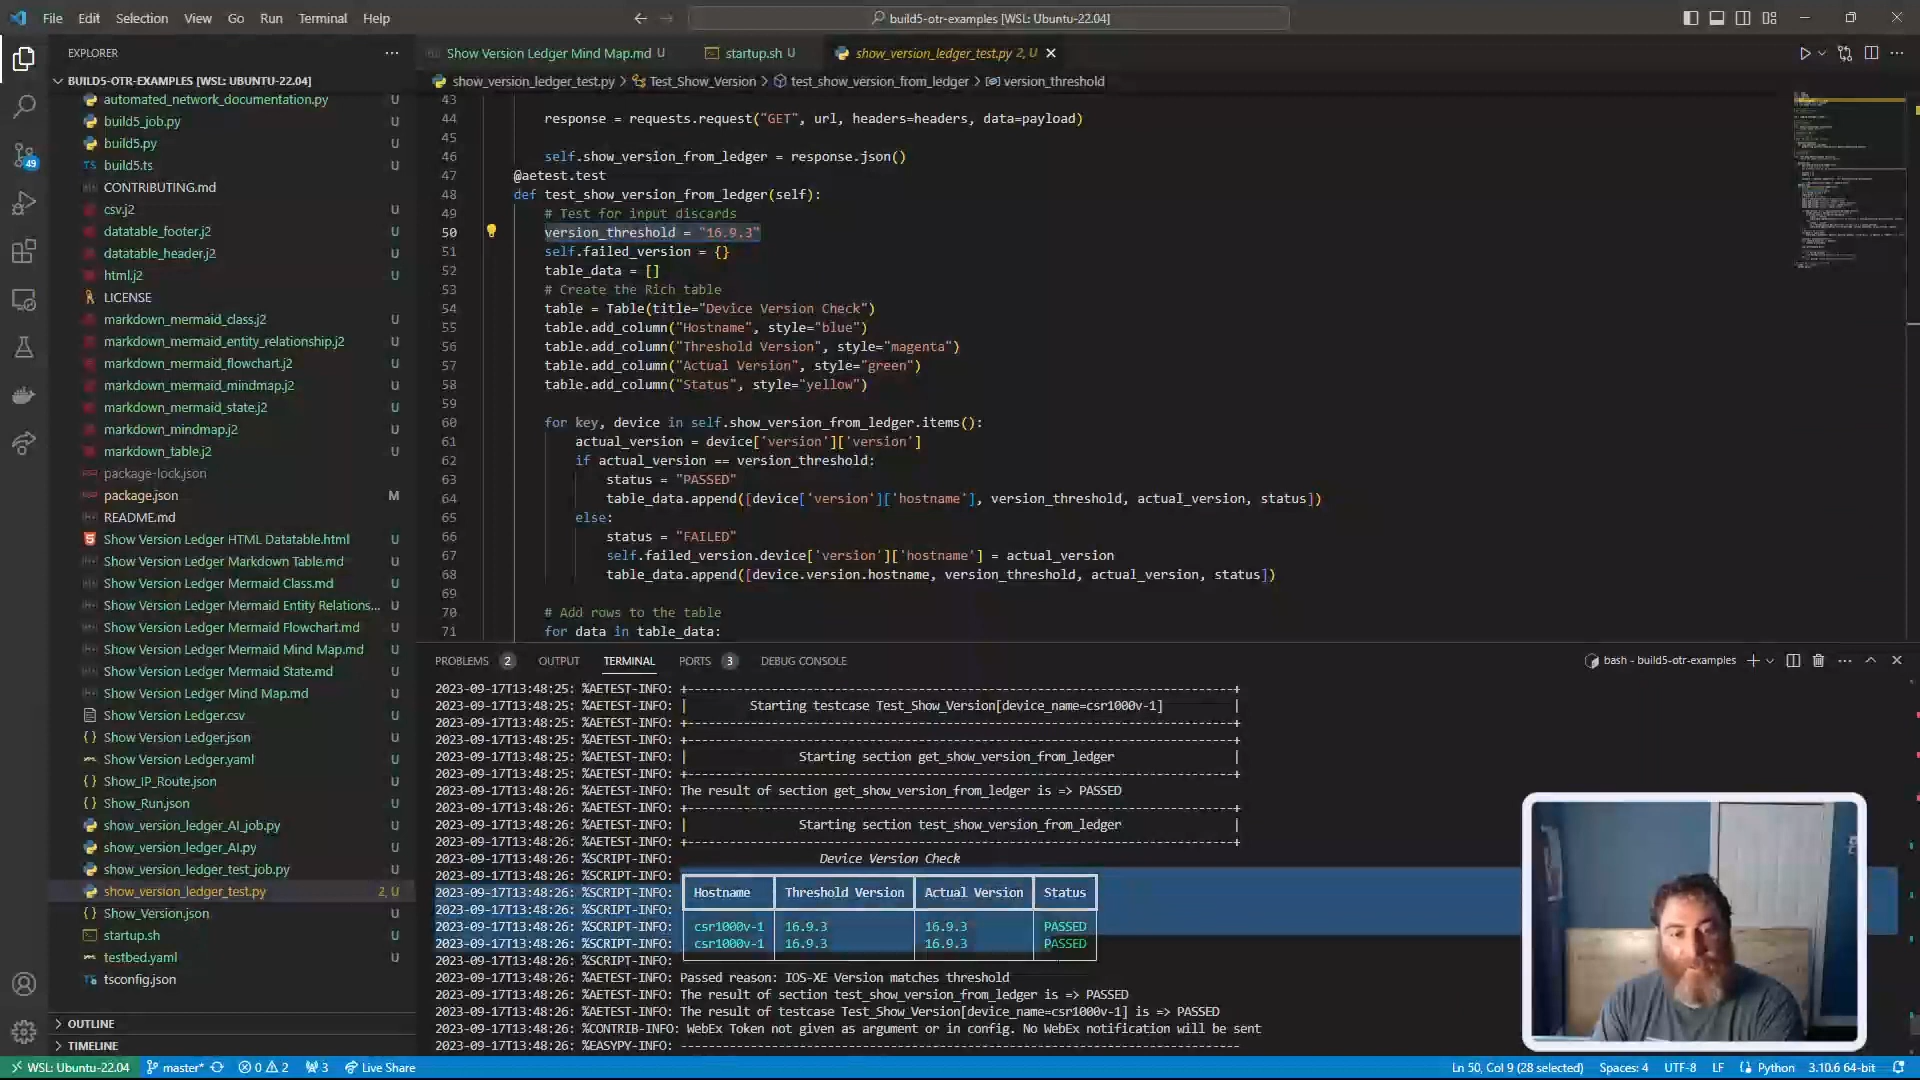 File Edit Selection View Go Run Terminal Help
build5-otr-examples [WSL: Ubuntu-22.04]
EXPLORER
BUILD5-OTR-EXAMPLES [WSL: UBUNTU-22.04]
automated_network_documentation.py U
build5_job.py U
build5.py U
TS build5.ts U
CONTRIBUTING.md
csv.j2 U
datatable_footer.j2 U
datatable_header.j2 U
html.j2 U
LICENSE
markdown_mermaid_class.j2 U
markdown_mermaid_entity_relationship.j2 U
markdown_mermaid_flowchart.j2 U
markdown_mermaid_mindmap.j2 U
markdown_mermaid_state.j2 U
markdown_mindmap.j2 U
markdown_table.j2 U
package-lock.json
package.json M
README.md
Show Version Ledger HTML Datatable.html U
Show Version Ledger Markdown Table.md U
Show Version Ledger Mermaid Class.md U
Show Version Ledger Mermaid Entity Relations... U
Show Version Ledger Mermaid Flowchart.md U
Show Version Ledger Mermaid Mind Map.md U
Show Version Ledger Mermaid State.md U
Show Version Ledger Mind Map.md U
Show Version Ledger.csv U
{ } Show Version Ledger.json U
Show Version Ledger.yaml U
{ } Show_IP_Route.json U
{ } Show_Run.json U
show_version_ledger_AI_job.py U
show_version_ledger_AI.py U
show_version_ledger_test_job.py U
show_version_ledger_test.py 2, U
{ } Show_Version.json U
startup.sh U
testbed.yaml U
tsconfig.json
OUTLINE
TIMELINE
49
Show Version Ledger Mind Map.md U startup.sh U show_version_ledger_test.py 2, U
show_version_ledger_test.py > Test_Show_Version > test_show_version_from_ledger > version_threshold
43
44 response = requests.request("GET", url, headers=headers, data=payload)
45
46 self.show_version_from_ledger = response.json()
47 @aetest.test
48 def test_show_version_from_ledger(self):
49 # Test for input discards
50 version_threshold = "16.9.3"
51 self.failed_version = {}
52 table_data = []
53 # Create the Rich table
54 table = Table(title="Device Version Check")
55 table.add_column("Hostname", style="blue")
56 table.add_column("Threshold Version", style="magenta")
57 table.add_column("Actual Version", style="green")
58 table.add_column("Status", style="yellow")
59
60 for key, device in self.show_version_from_ledger.items():
61 actual_version = device['version']['version']
62 if actual_version == version_threshold:
63 status = "PASSED"
64 table_data.append([device['version']['hostname'], version_threshold, actual_version, status])
65 else:
66 status = "FAILED"
67 self.failed_version.device['version']['hostname'] = actual_version
68 table_data.append([device.version.hostname, version_threshold, actual_version, status])
69
70 # Add rows to the table
71 for data in table_data:
PROBLEMS 2 OUTPUT TERMINAL PORTS 3 DEBUG CONSOLE
bash - build5-otr-examples
2023-09-17T13:48:25: %AETEST-INFO: +------------------------------------------------------------------------------+
2023-09-17T13:48:25: %AETEST-INFO: | Starting testcase Test_Show_Version[device_name=csr1000v-1] |
2023-09-17T13:48:25: %AETEST-INFO: +------------------------------------------------------------------------------+
2023-09-17T13:48:25: %AETEST-INFO: +------------------------------------------------------------------------------+
2023-09-17T13:48:25: %AETEST-INFO: | Starting section get_show_version_from_ledger |
2023-09-17T13:48:25: %AETEST-INFO: +------------------------------------------------------------------------------+
2023-09-17T13:48:26: %AETEST-INFO: The result of section get_show_version_from_ledger is => PASSED
2023-09-17T13:48:26: %AETEST-INFO: +------------------------------------------------------------------------------+
2023-09-17T13:48:26: %AETEST-INFO: | Starting section test_show_version_from_ledger |
2023-09-17T13:48:26: %AETEST-INFO: +------------------------------------------------------------------------------+
2023-09-17T13:48:26: %SCRIPT-INFO: Device Version Check
2023-09-17T13:48:26: %SCRIPT-INFO:
2023-09-17T13:48:26: %SCRIPT-INFO: Hostname Threshold Version Actual Version Status
2023-09-17T13:48:26: %SCRIPT-INFO:
2023-09-17T13:48:26: %SCRIPT-INFO: csr1000v-1 16.9.3 16.9.3 PASSED
2023-09-17T13:48:26: %SCRIPT-INFO: csr1000v-1 16.9.3 16.9.3 PASSED
2023-09-17T13:48:26: %SCRIPT-INFO:
2023-09-17T13:48:26: %AETEST-INFO: Passed reason: IOS-XE Version matches threshold
2023-09-17T13:48:26: %AETEST-INFO: The result of section test_show_version_from_ledger is => PASSED
2023-09-17T13:48:26: %AETEST-INFO: The result of testcase Test_Show_Version[device_name=csr1000v-1] is => PASSED
2023-09-17T13:48:26: %CONTRIB-INFO: WebEx Token not given as argument or in config. No WebEx notification will be sent
2023-09-17T13:48:26: %EASYPY-INFO: --------------------------------------------------------------------------------
WSL: Ubuntu-22.04 master* 0 2 3 Live Share Ln 50, Col 9 (28 selected) Spaces: 4 UTF-8 LF Python 3.10.6 64-bit